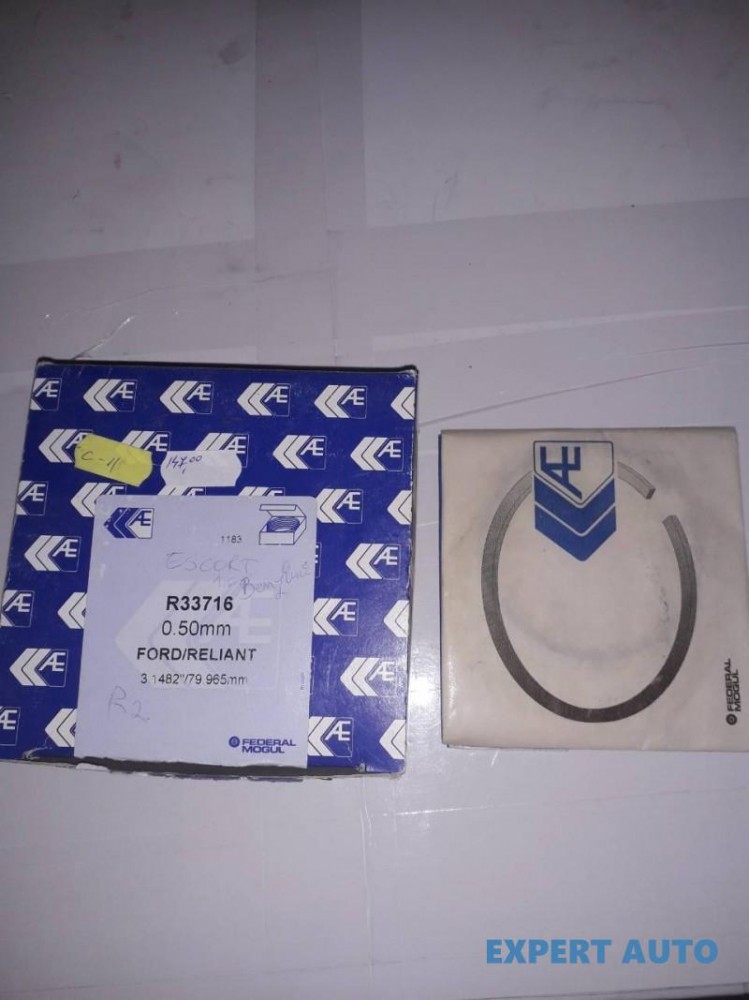 C-4
147,00
Æ
1183
ESCORT
R33716
0.50mm
FORD/RELIANT
3.1482"/79.965mm
R2
FEDERAL
MOGUL
Æ
FEDERAL
MOGUL
EXPERT AUTO